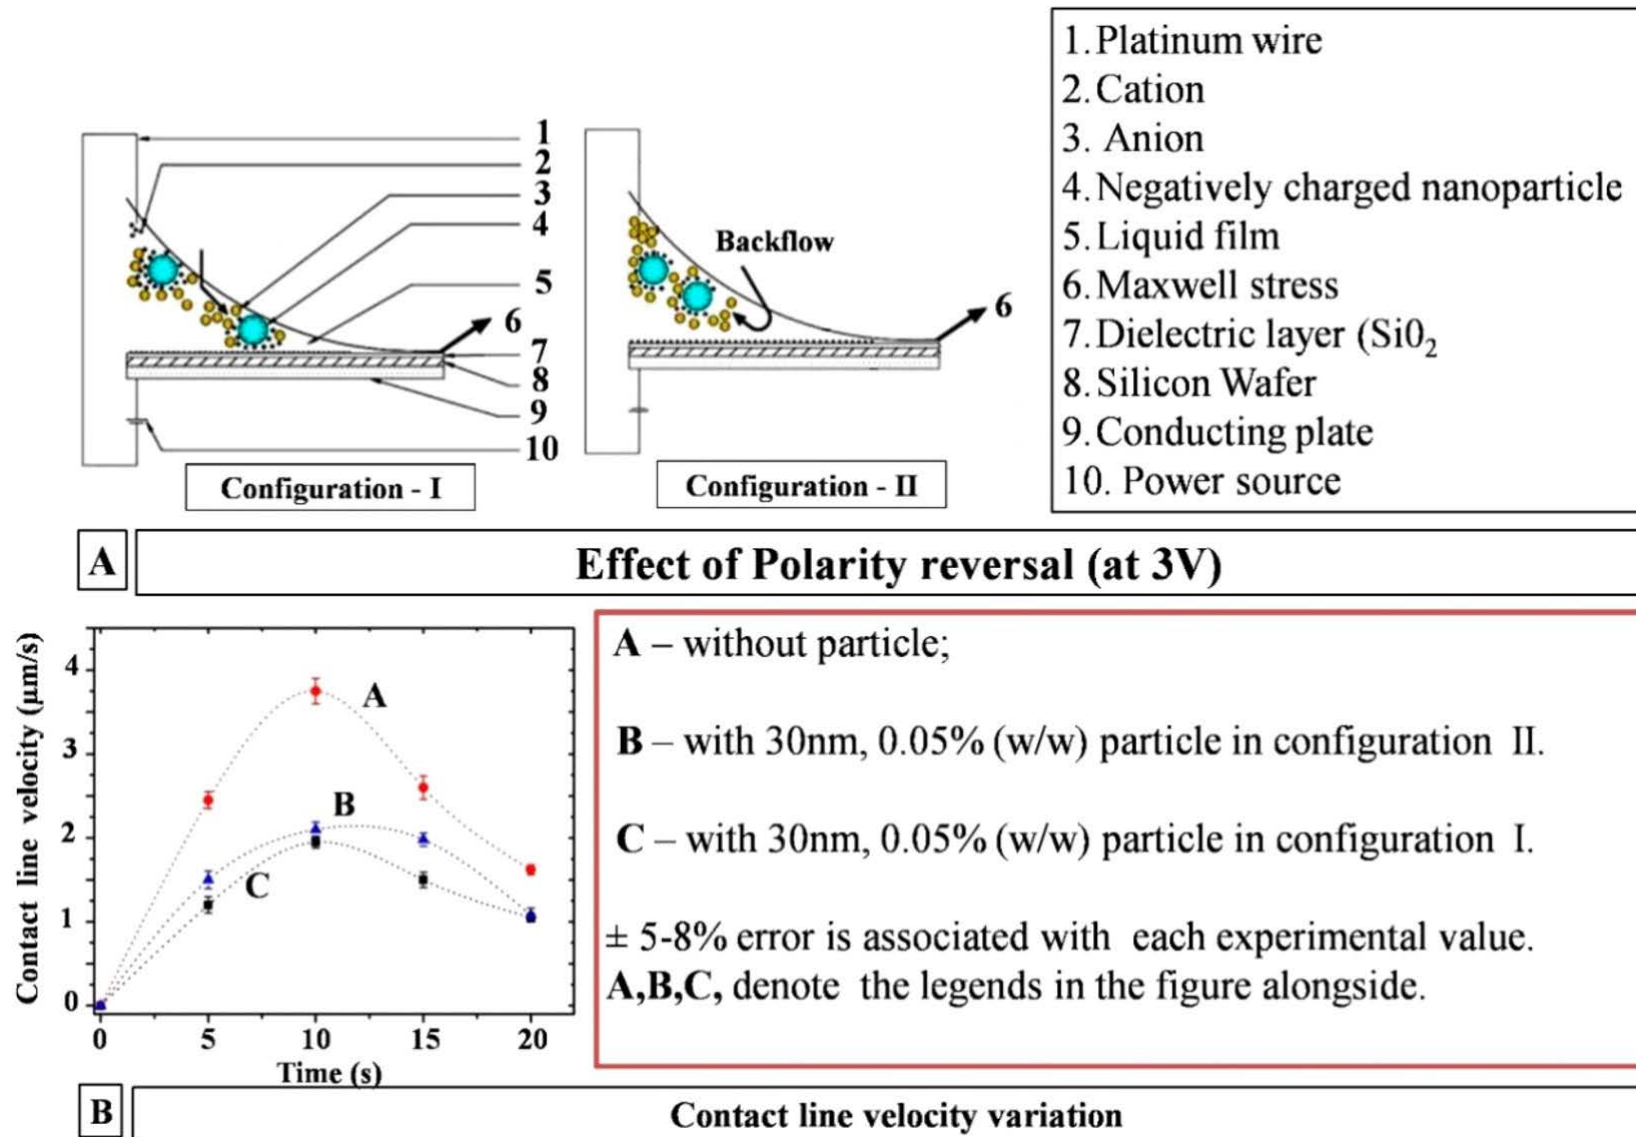 1
2
3
4
5
6
7
8
9
10
Configuration - I
Backflow
6
Configuration - II
1.Platinum wire
2.Cation
3. Anion
4.Negatively charged nanoparticle
5.Liquid film
6.Maxwell stress
7.Dielectric layer (Si0₂
8.Silicon Wafer
9.Conducting plate
10. Power source
A
Effect of Polarity reversal (at 3V)
Contact line velocity (μm/s)
4
3
2
1
0
A
B
C
0 5 10 15 20
Time (s)
A – without particle;
B – with 30nm, 0.05% (w/w) particle in configuration II.
C – with 30nm, 0.05% (w/w) particle in configuration I.
± 5-8% error is associated with each experimental value.
A,B,C, denote the legends in the figure alongside.
B
Contact line velocity variation